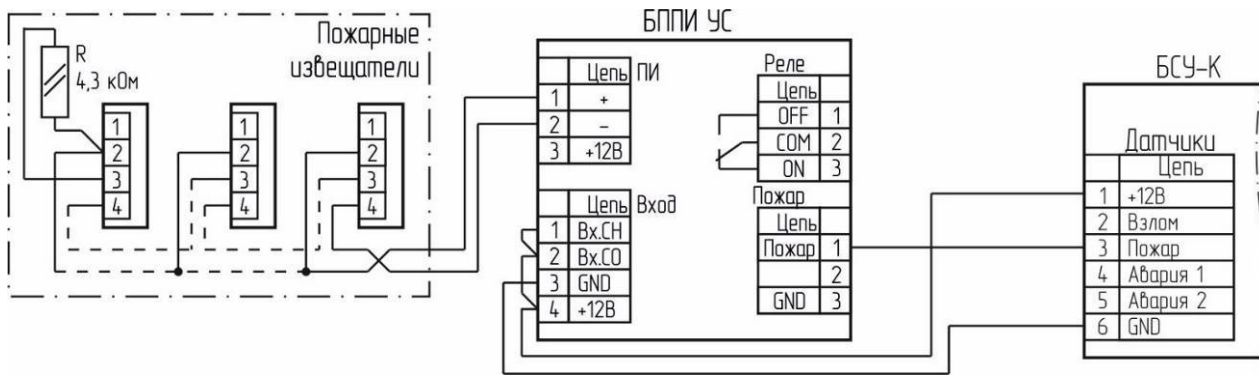 Пожарные
извещатели
R
4,3 кОм
1
2
3
4
1
2
3
4
1
2
3
4
БППИ УС
Цепь ПИ
1 +
2 –
3 +12В
Цепь Вход
1 Вх.СН
2 Вх.СО
3 GND
4 +12В
Реле
Цепь
OFF 1
COM 2
ON 3
Пожар
Цепь
Пожар 1
2
GND 3
БСУ-К
Датчики
Цепь
1 +12В
2 Взлом
3 Пожар
4 Авария 1
5 Авария 2
6 GND